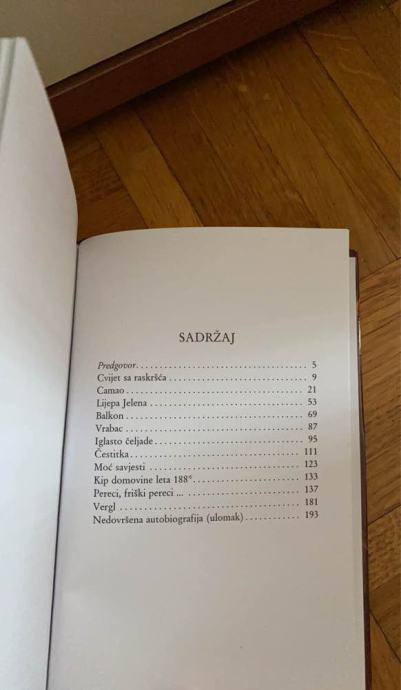 SADRŽAJ
Predgovor. . . . . . . . . . . . . . . . . . . . . . . . . . . . . . . . . . . . . . 5
Cvijet sa raskršća . . . . . . . . . . . . . . . . . . . . . . . . . . . . . . 9
Camao . . . . . . . . . . . . . . . . . . . . . . . . . . . . . . . . . . . . . . 21
Lijepa Jelena . . . . . . . . . . . . . . . . . . . . . . . . . . . . . . . . . 53
Balkon . . . . . . . . . . . . . . . . . . . . . . . . . . . . . . . . . . . . . . 69
Vrabac . . . . . . . . . . . . . . . . . . . . . . . . . . . . . . . . . . . . . . 87
Iglasto čeljade. . . . . . . . . . . . . . . . . . . . . . . . . . . . . . . . 95
Čestitka. . . . . . . . . . . . . . . . . . . . . . . . . . . . . . . . . . . . . 111
Moć savjesti . . . . . . . . . . . . . . . . . . . . . . . . . . . . . . . . . 123
Kip domovine leta 188*. . . . . . . . . . . . . . . . . . . . . . . . 133
Pereci, friški pereci ... . . . . . . . . . . . . . . . . . . . . . . . . . . 137
Vergl . . . . . . . . . . . . . . . . . . . . . . . . . . . . . . . . . . . . . . . 181
Nedovršena autobiografija (ulomak) . . . . . . . . . . . . 193